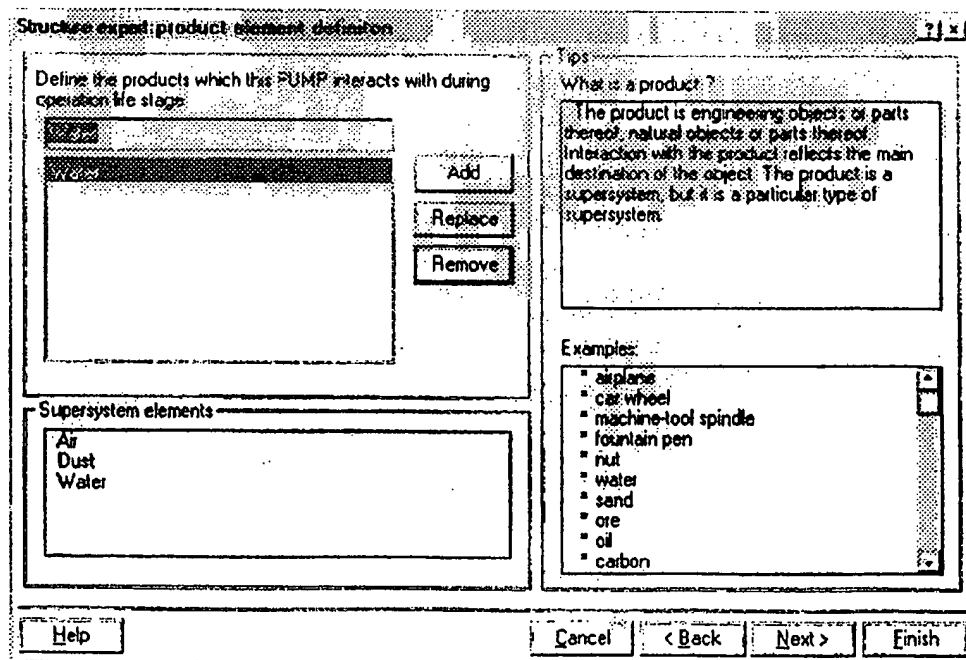 Structure expert: product element definiton
? x
Define the products which this PUMP interacts with during
operation life stage
Water
Water
Add
Replace
Remove
Supersystem elements
Air
Dust
Water
Tips
What is a product ?
The product is engineering objects or parts
thereof, natural objects or parts thereof.
Interaction with the product reflects the main
destination of the object. The product is a
supersystem, but it is a particular type of
supersystem.
Examples:
* airplane
* car wheel
* machine-tool spindle
* fountain pen
* nut
* water
* sand
* ore
* oil
* carbon
Help
Cancel
< Back
Next >
Finish